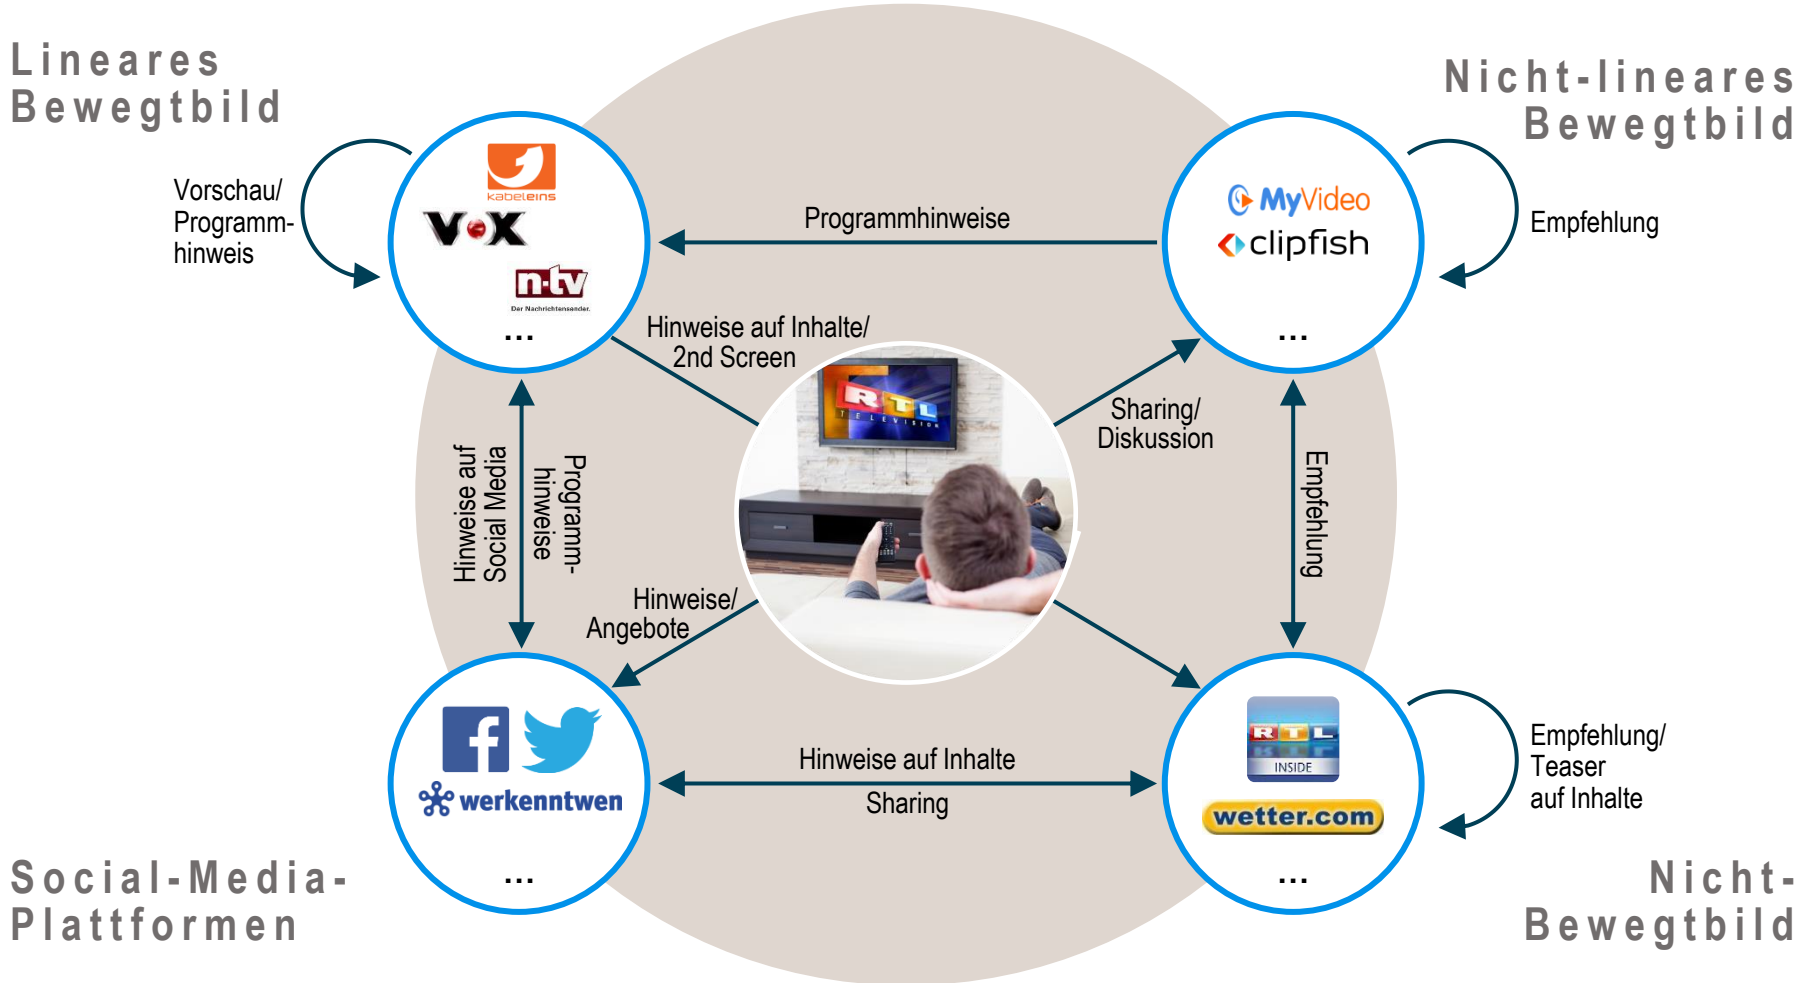 Lineares
Bewegtbild
Nicht-lineares
Bewegtbild
kabeleins
VOX
n-tv
Der Nachrichtensender.
...
Vorschau/
Programm-
hinweis
Programmhinweise
MyVideo
clipfish
...
Empfehlung
Hinweise auf Inhalte/
2nd Screen
RTL
TELEVISION
Sharing/
Diskussion
Hinweise auf
Social Media
Programm-
hinweise
Empfehlung
Hinweise/
Angebote
f
werkenntwen
...
Hinweise auf Inhalte
Sharing
RTL
INSIDE
wetter.com
...
Empfehlung/
Teaser
auf Inhalte
Social-Media-
Plattformen
Nicht-
Bewegtbild